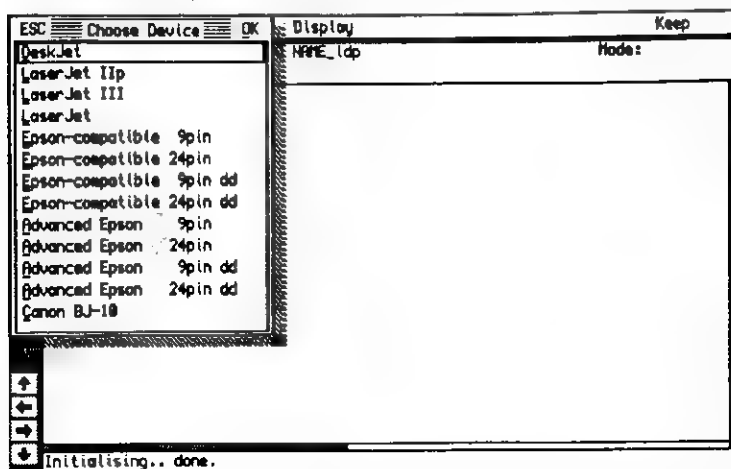 ESC Choose Device OK
DeskJet
LaserJet IIp
LaserJet III
LaserJet
Epson-compatible 9pin
Epson-compatible 24pin
Epson-compatible 9pin dd
Epson-compatible 24pin dd
Advanced Epson 9pin
Advanced Epson 24pin
Advanced Epson 9pin dd
Advanced Epson 24pin dd
Canon BJ-10
Display Keep
NAME_ldp Mode:
Initialising.. done.